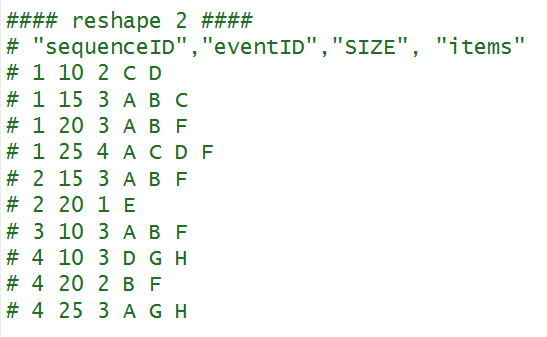 #### reshape 2 ####
# "sequenceID","eventID","SIZE", "items"
# 1 10 2 C D
# 1 15 3 A B C
# 1 20 3 A B F
# 1 25 4 A C D F
# 2 15 3 A B F
# 2 20 1 E
# 3 10 3 A B F
# 4 10 3 D G H
# 4 20 2 B F
# 4 25 3 A G H